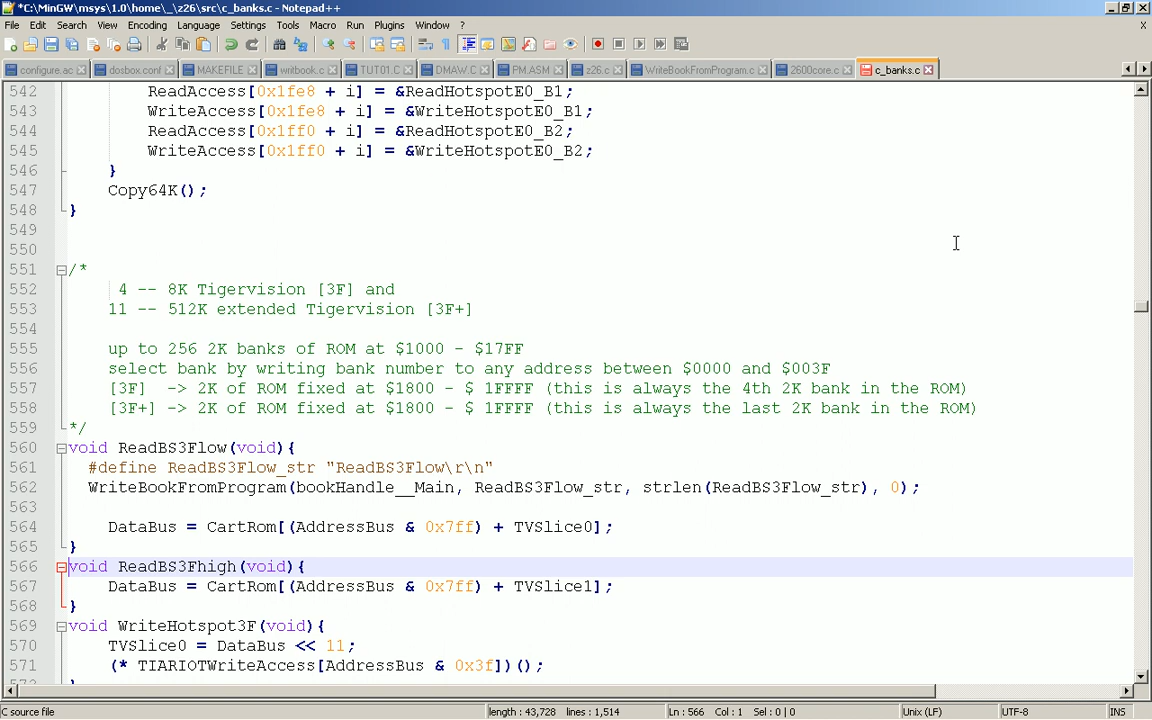 *C:\MinGW\msys\1.0\home\_\z26\src\c_banks.c - Notepad++
File Edit Search View Encoding Language Settings Tools Macro Run Plugins Window ?
X
configure.ac dosbox.conf MAKEFILE writbook.c TUT01.C DMAW.C PM.ASM z26.c WriteBookFromProgram.c 2600core.c c_banks.c
542 ReadAccess[0x1fe8 + i] = &ReadHotspotE0_B1;
543 WriteAccess[0x1fe8 + i] = &WriteHotspotE0_B1;
544 ReadAccess[0x1ff0 + i] = &ReadHotspotE0_B2;
545 WriteAccess[0x1ff0 + i] = &WriteHotspotE0_B2;
546 }
547 Copy64K();
548 }
549
550
551 /*
552 4 -- 8K Tigervision [3F] and
553 11 -- 512K extended Tigervision [3F+]
554
555 up to 256 2K banks of ROM at $1000 - $17FF
556 select bank by writing bank number to any address between $0000 and $003F
557 [3F] -> 2K of ROM fixed at $1800 - $ 1FFFF (this is always the 4th 2K bank in the ROM)
558 [3F+] -> 2K of ROM fixed at $1800 - $ 1FFFF (this is always the last 2K bank in the ROM)
559 */
560 void ReadBS3Flow(void){
561 #define ReadBS3Flow_str "ReadBS3Flow\r\n"
562 WriteBookFromProgram(bookHandle__Main, ReadBS3Flow_str, strlen(ReadBS3Flow_str), 0);
563
564 DataBus = CartRom[(AddressBus & 0x7ff) + TVSlice0];
565 }
566 void ReadBS3Fhigh(void){
567 DataBus = CartRom[(AddressBus & 0x7ff) + TVSlice1];
568 }
569 void WriteHotspot3F(void){
570 TVSlice0 = DataBus << 11;
571 (* TIARIOTWriteAccess[AddressBus & 0x3f])();
572 }
C source file length : 43,728 lines : 1,514 Ln : 566 Col : 1 Sel : 0 | 0 Unix (LF) UTF-8 INS